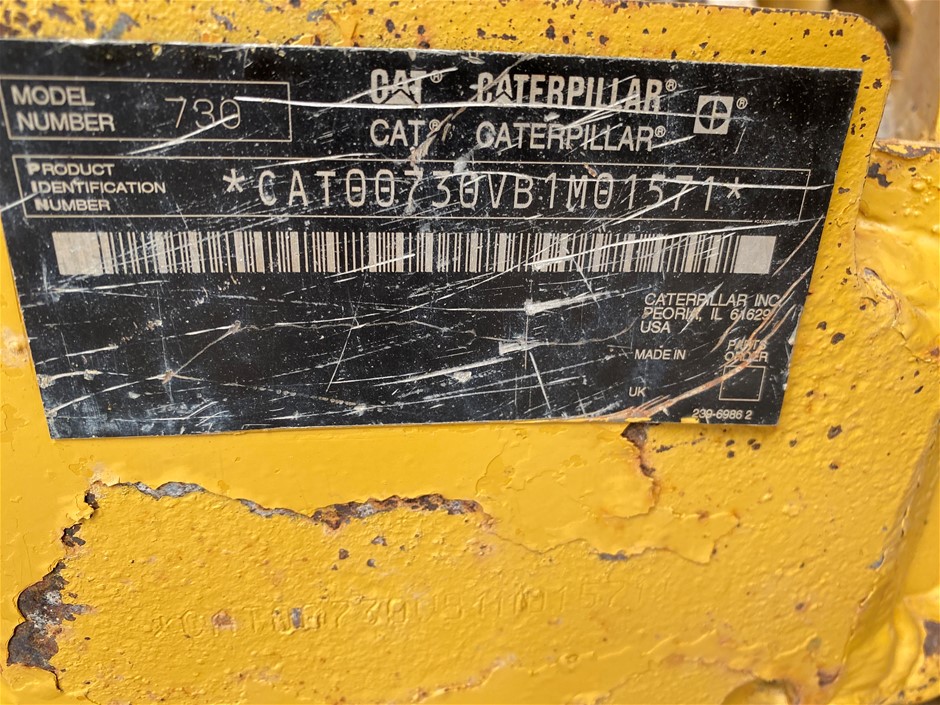 MODEL NUMBER 730
CAT® CATERPILLAR® ®
CAT® CATERPILLAR®
PRODUCT IDENTIFICATION NUMBER *CAT00730VB1M01571*
CATERPILLAR INC
PEORIA, IL 61629
USA
MADE IN
UK
PARTS ORDER
239-6986 2